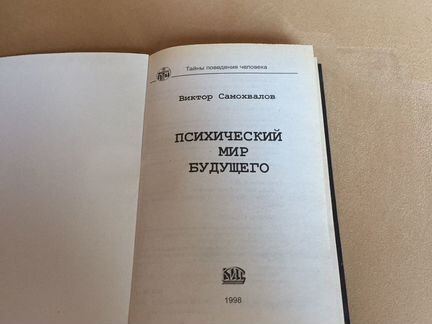 Тайны поведения человека
Виктор Самохвалов
ПСИХИЧЕСКИЙ
МИР
БУДУЩЕГО
1998